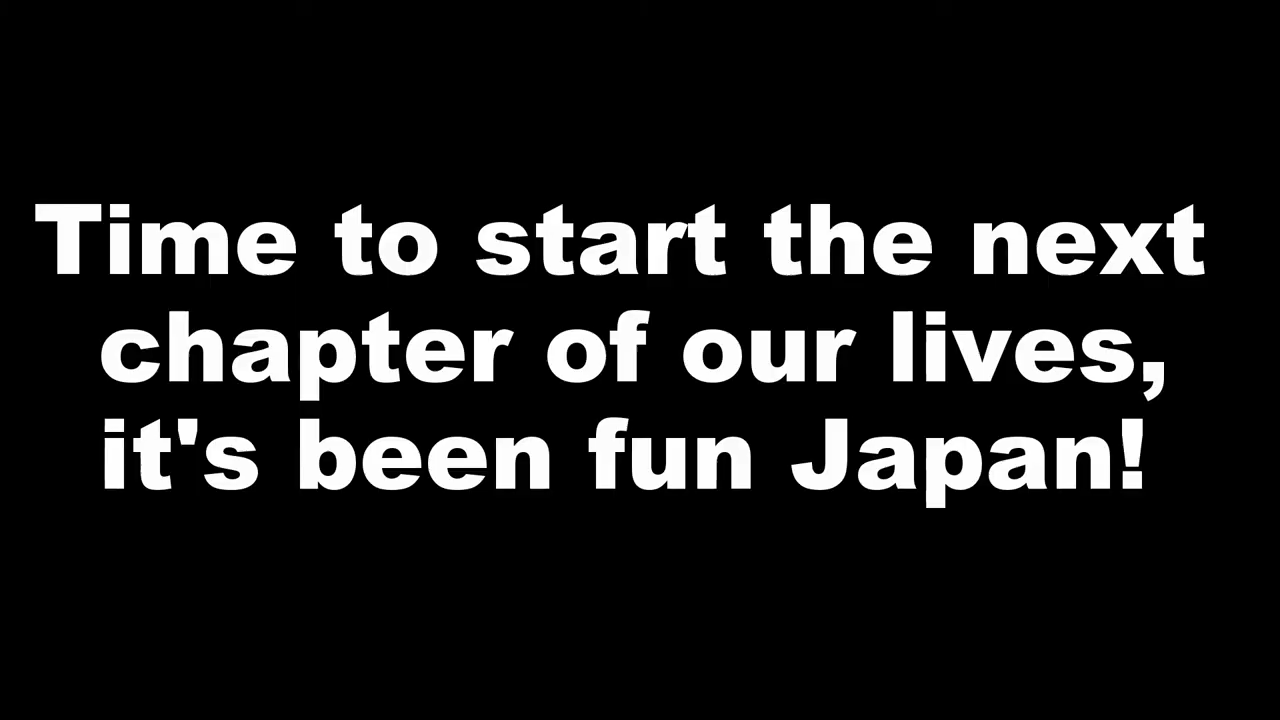 Time to start the next
chapter of our lives,
it's been fun Japan!